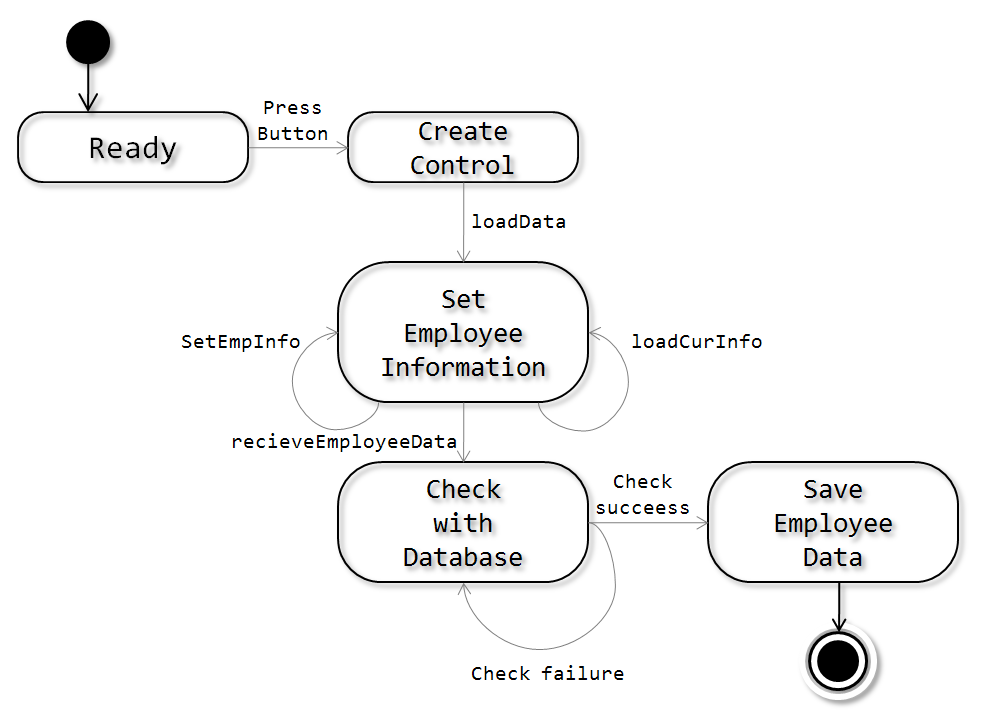 Press
Button
Ready
Create
Control
loadData
Set
Employee
Information
SetEmpInfo
loadCurInfo
recieveEmployeeData
Check
with
Database
Check
succeess
Save
Employee
Data
Check failure